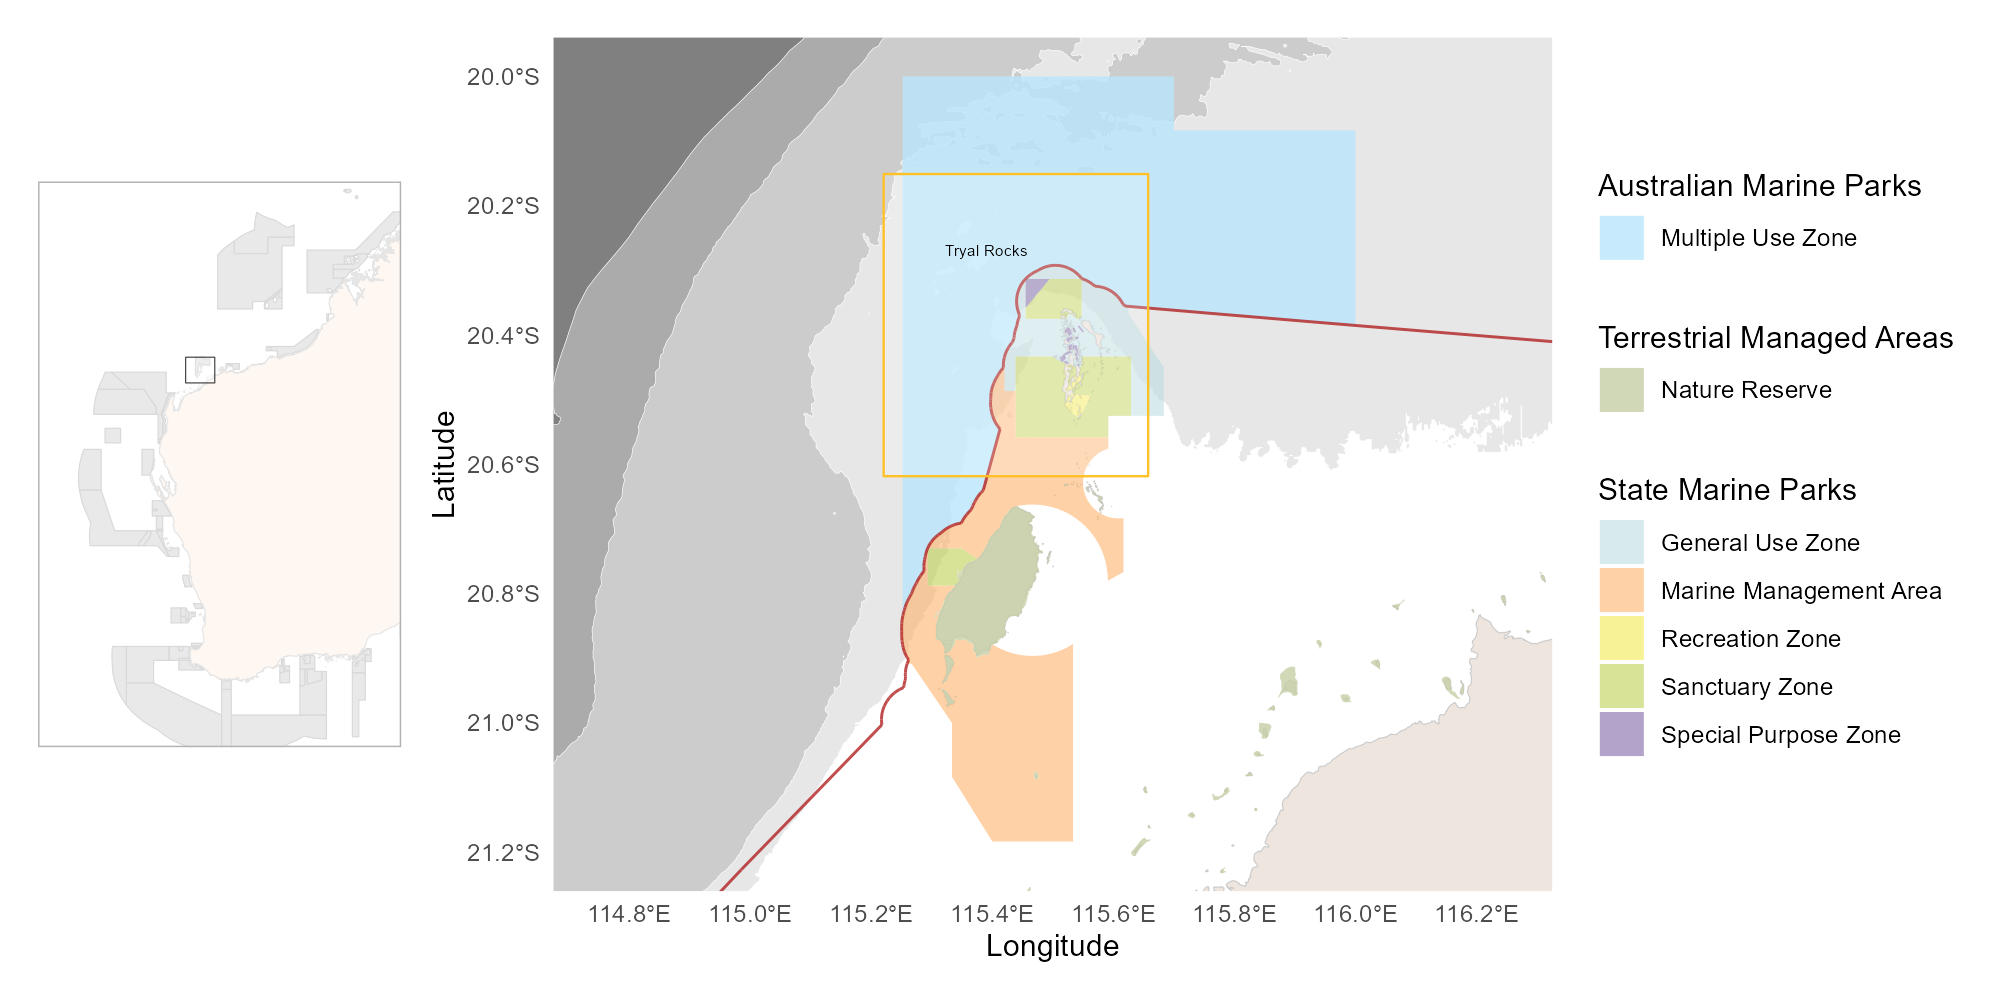 20.0°S
20.2°S
20.4°S
20.6°S
20.8°S
21.0°S
21.2°S
Latitude
Tryal Rocks
114.8°E 115.0°E 115.2°E 115.4°E 115.6°E 115.8°E 116.0°E 116.2°E
Longitude
Australian Marine Parks
Multiple Use Zone
Terrestrial Managed Areas
Nature Reserve
State Marine Parks
General Use Zone
Marine Management Area
Recreation Zone
Sanctuary Zone
Special Purpose Zone